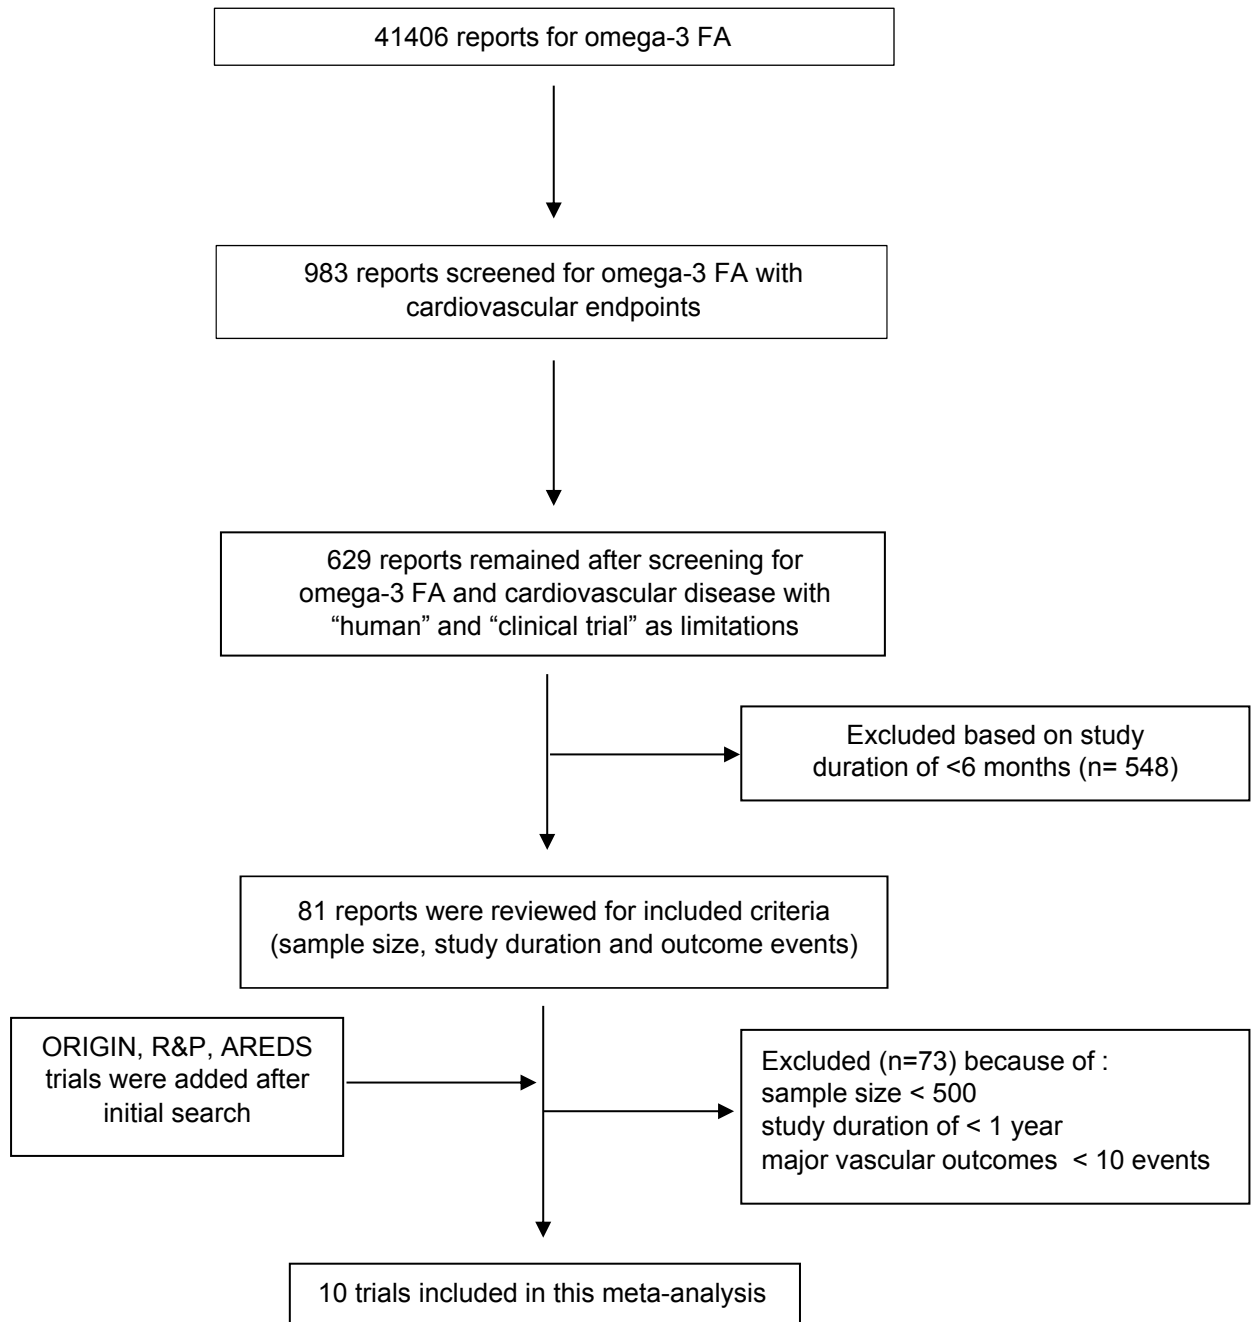 41406 reports for omega-3 FA
983 reports screened for omega-3 FA with
cardiovascular endpoints
629 reports remained after screening for
omega-3 FA and cardiovascular disease with
“human” and “clinical trial” as limitations
Excluded based on study
duration of <6 months (n= 548)
81 reports were reviewed for included criteria
(sample size, study duration and outcome events)
ORIGIN, R&P, AREDS
trials were added after
initial search
Excluded (n=73) because of :
sample size < 500
study duration of < 1 year
major vascular outcomes < 10 events
10 trials included in this meta-analysis